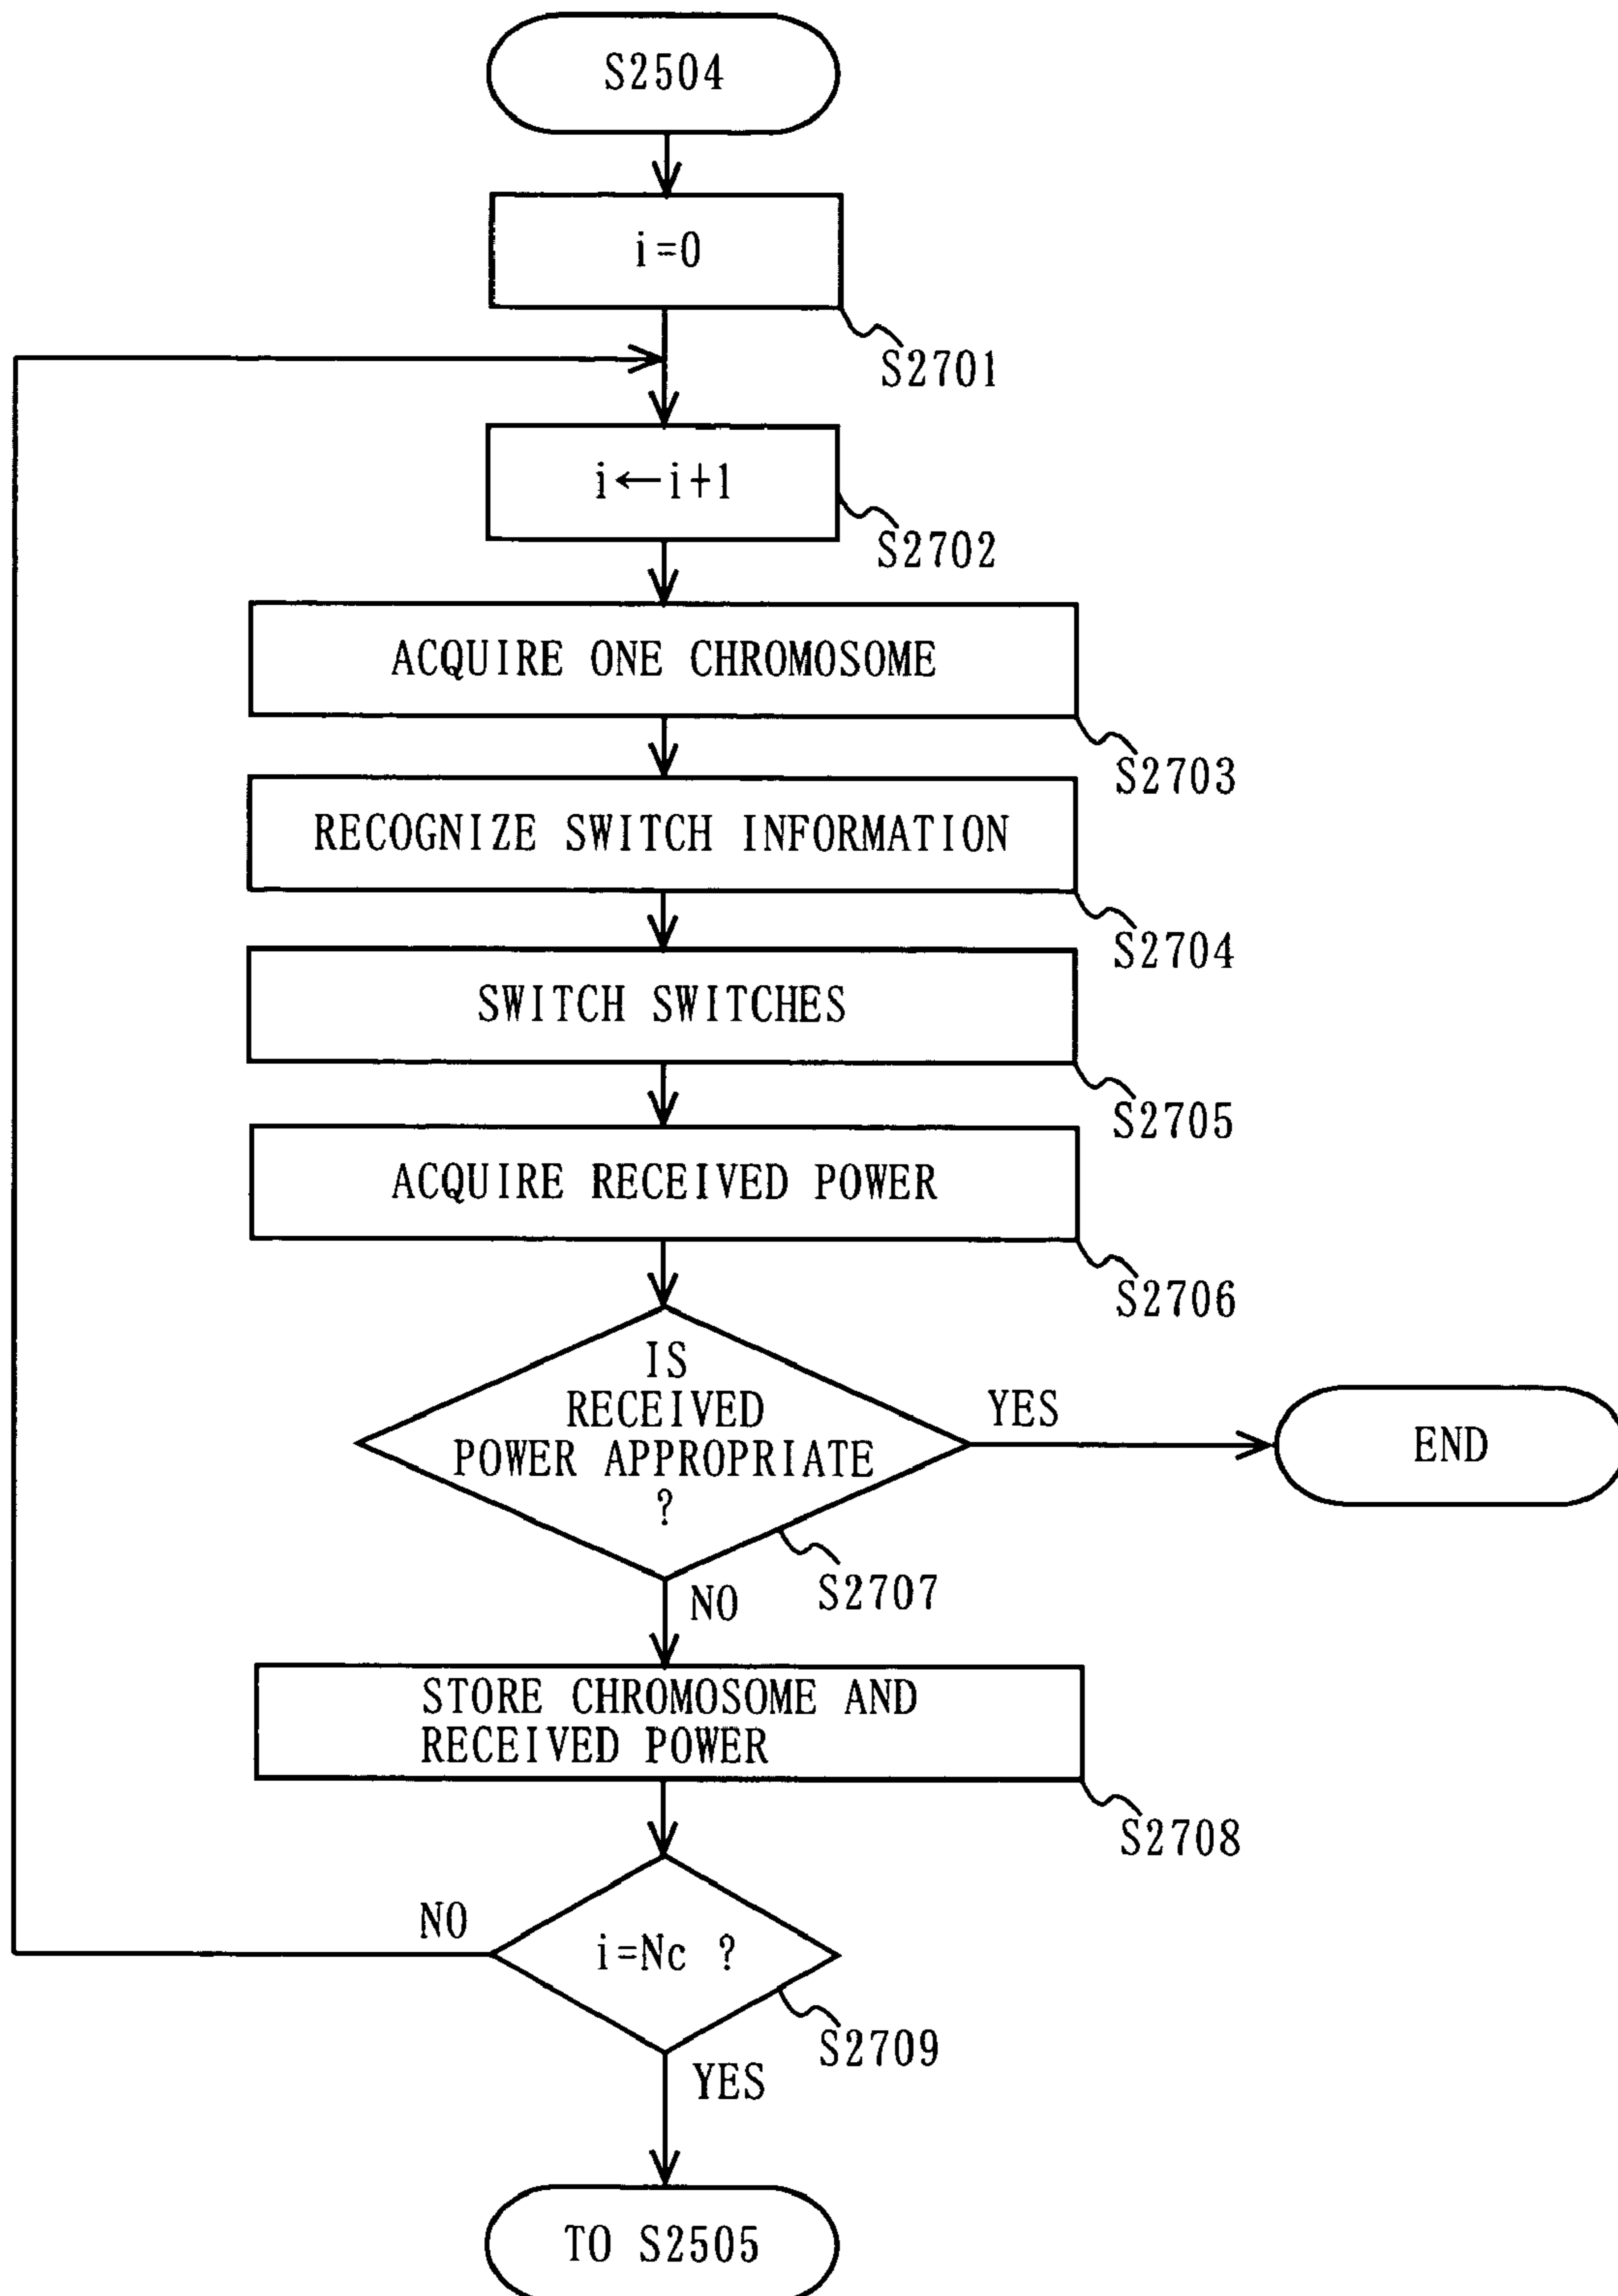 S2504
i=0
S2701
i←i+1
S2702
ACQUIRE ONE CHROMOSOME
S2703
RECOGNIZE SWITCH INFORMATION
S2704
SWITCH SWITCHES
S2705
ACQUIRE RECEIVED POWER
S2706
IS
RECEIVED
POWER APPROPRIATE
?
YES
END
S2707
NO
STORE CHROMOSOME AND
RECEIVED POWER
S2708
NO
i=Nc ?
S2709
YES
TO S2505